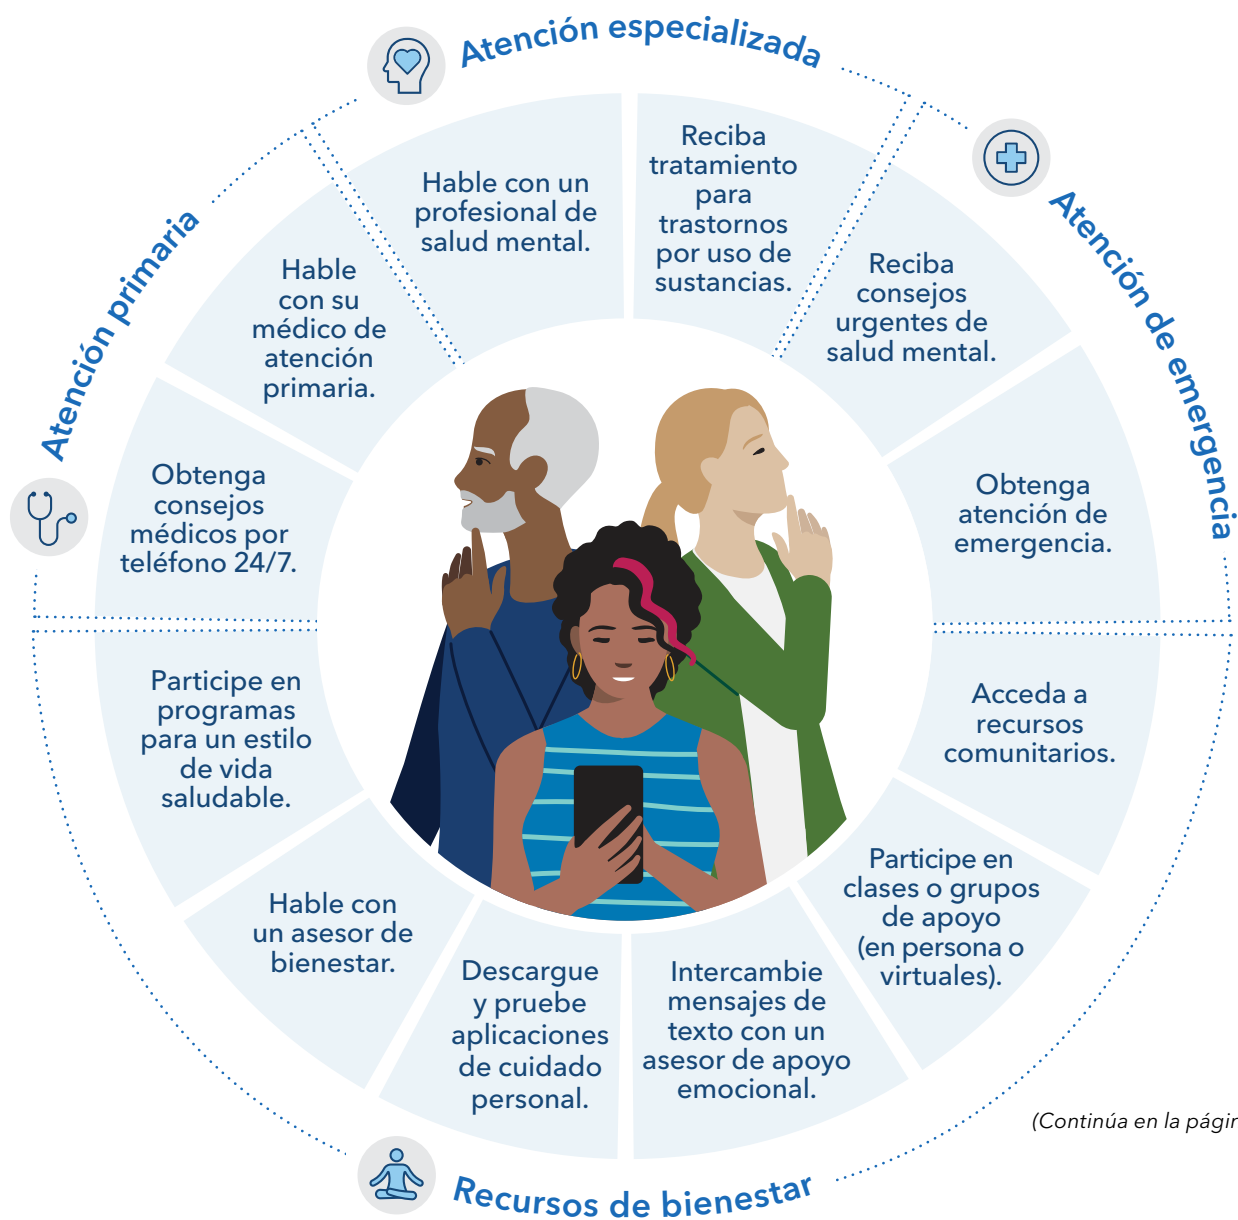 Atención especializada
Hable con un
profesional de
salud mental.
Reciba
tratamiento
para
trastornos
por uso de
sustancias.
Atención de emergencia
Reciba
consejos
urgentes de
salud mental.
Obtenga
atención de
emergencia.
Recursos de bienestar
Acceda a
recursos
comunitarios.
Participe en
clases o grupos
de apoyo
(en persona o
virtuales).
Intercambie
mensajes de
texto con un
asesor de apoyo
emocional.
Descargue
y pruebe
aplicaciones
de cuidado
personal.
Hable con
un asesor de
bienestar.
Participe en
programas
para un estilo
de vida
saludable.
Atención primaria
Obtenga
consejos
médicos por
teléfono 24/7.
Hable
con su
médico de
atención
primaria.
(Continúa en la